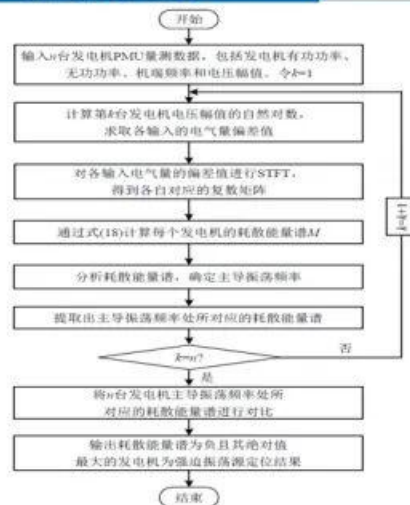 开始
输入n台发电机PMU量测数据，包括发电机有功功率、
无功功率、机端频率和电压幅值。令k=1
计算第k台发电机电压幅值的自然对数，
求取各输入的电气量偏差值
对各输入电气量的偏差值进行STFT，
得到各自对应的复数矩阵
k=k+1
通过式(18)计算每个发电机的耗散能量谱M
分析耗散能量谱，确定主导振荡频率
提取出主导振荡频率处所对应的耗散能量谱
k=n?
否
是
将n台发电机主导振荡频率处所
对应的耗散能量谱进行对比
输出耗散能量谱为负且其绝对值
最大的发电机为强迫振荡源定位结果
结束